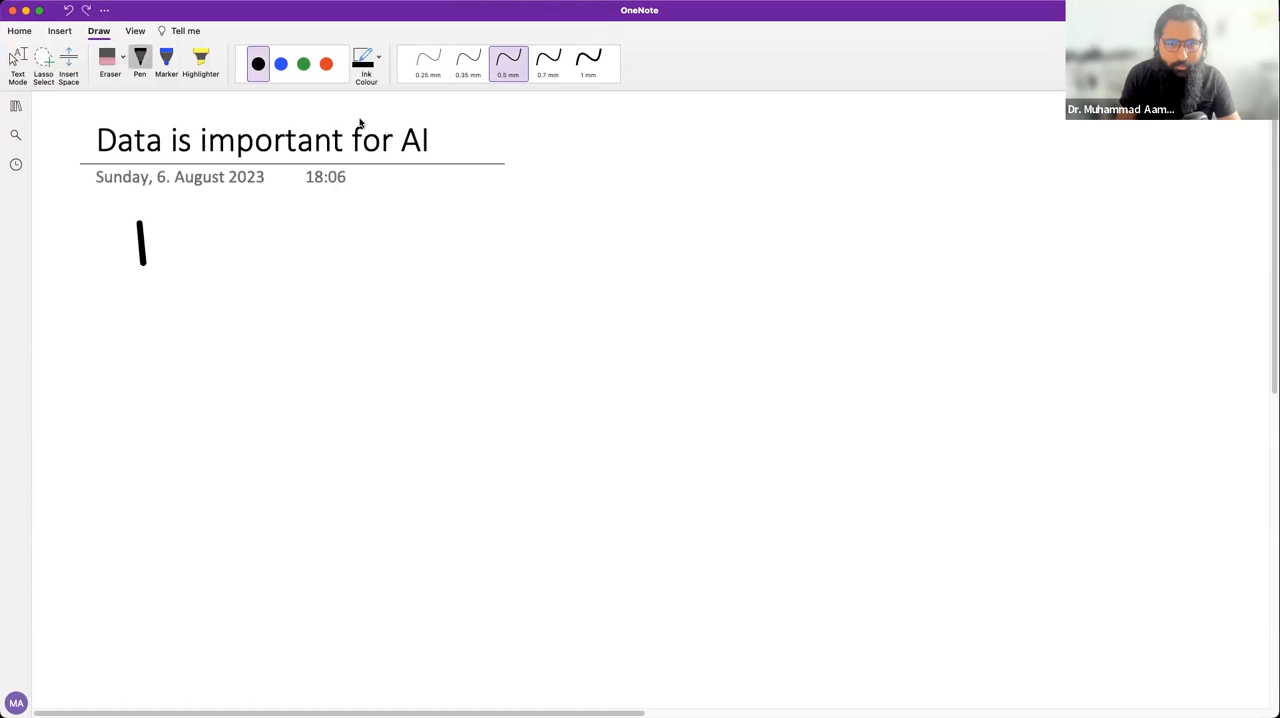 OneNote
Home Insert Draw View Tell me
Text Mode
Lasso Select
Insert Space
Eraser
Pen
Marker
Highlighter
Ink Colour
0.25 mm 0.35 mm 0.5 mm 0.7 mm 1 mm
Dr. Muhammad Aam...
Data is important for AI
Sunday, 6. August 2023 18:06
MA